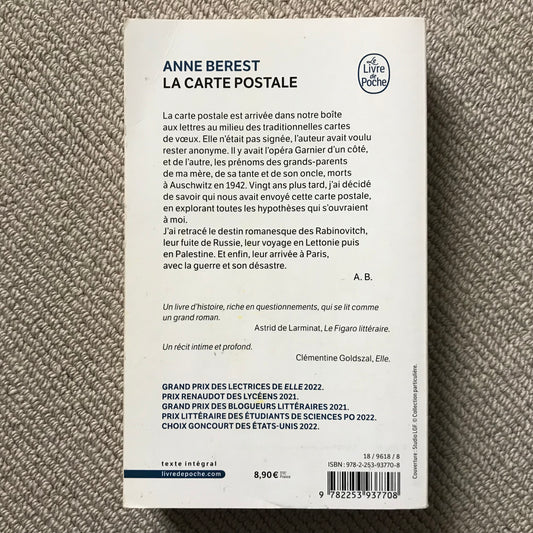 ANNE BEREST
LA CARTE POSTALE
Le
Livre
de
Poche
La carte postale est arrivée dans notre boîte
aux lettres au milieu des traditionnelles cartes
de vœux. Elle n'était pas signée, l'auteur avait voulu
rester anonyme. Il y avait l'opéra Garnier d'un côté,
et de l'autre, les prénoms des grands-parents
de ma mère, de sa tante et de son oncle, morts
à Auschwitz en 1942. Vingt ans plus tard, j'ai décidé
de savoir qui nous avait envoyé cette carte postale,
en explorant toutes les hypothèses qui s'ouvraient
à moi.
J'ai retracé le destin romanesque des Rabinovitch,
leur fuite de Russie, leur voyage en Lettonie puis
en Palestine. Et enfin, leur arrivée à Paris,
avec la guerre et son désastre.
A. B.
Un livre d'histoire, riche en questionnements, qui se lit comme
un grand roman.
Astrid de Larminat, Le Figaro littéraire.
Un récit intime et profond.
Clémentine Goldszal, Elle.
GRAND PRIX DES LECTRICES DE ELLE 2022.
PRIX RENAUDOT DES LYCÉENS 2021.
GRAND PRIX DES BLOGUEURS LITTÉRAIRES 2021.
PRIX LITTÉRAIRE DES ÉTUDIANTS DE SCIENCES PO 2022.
CHOIX GONCOURT DES ÉTATS-UNIS 2022.
Couverture : Studio LGF. © Collection particulière.
texte intégral
livredepoche.com
8,90 € France
18 / 9618 / 8
ISBN : 978-2-253-93770-8
9 782253 937708